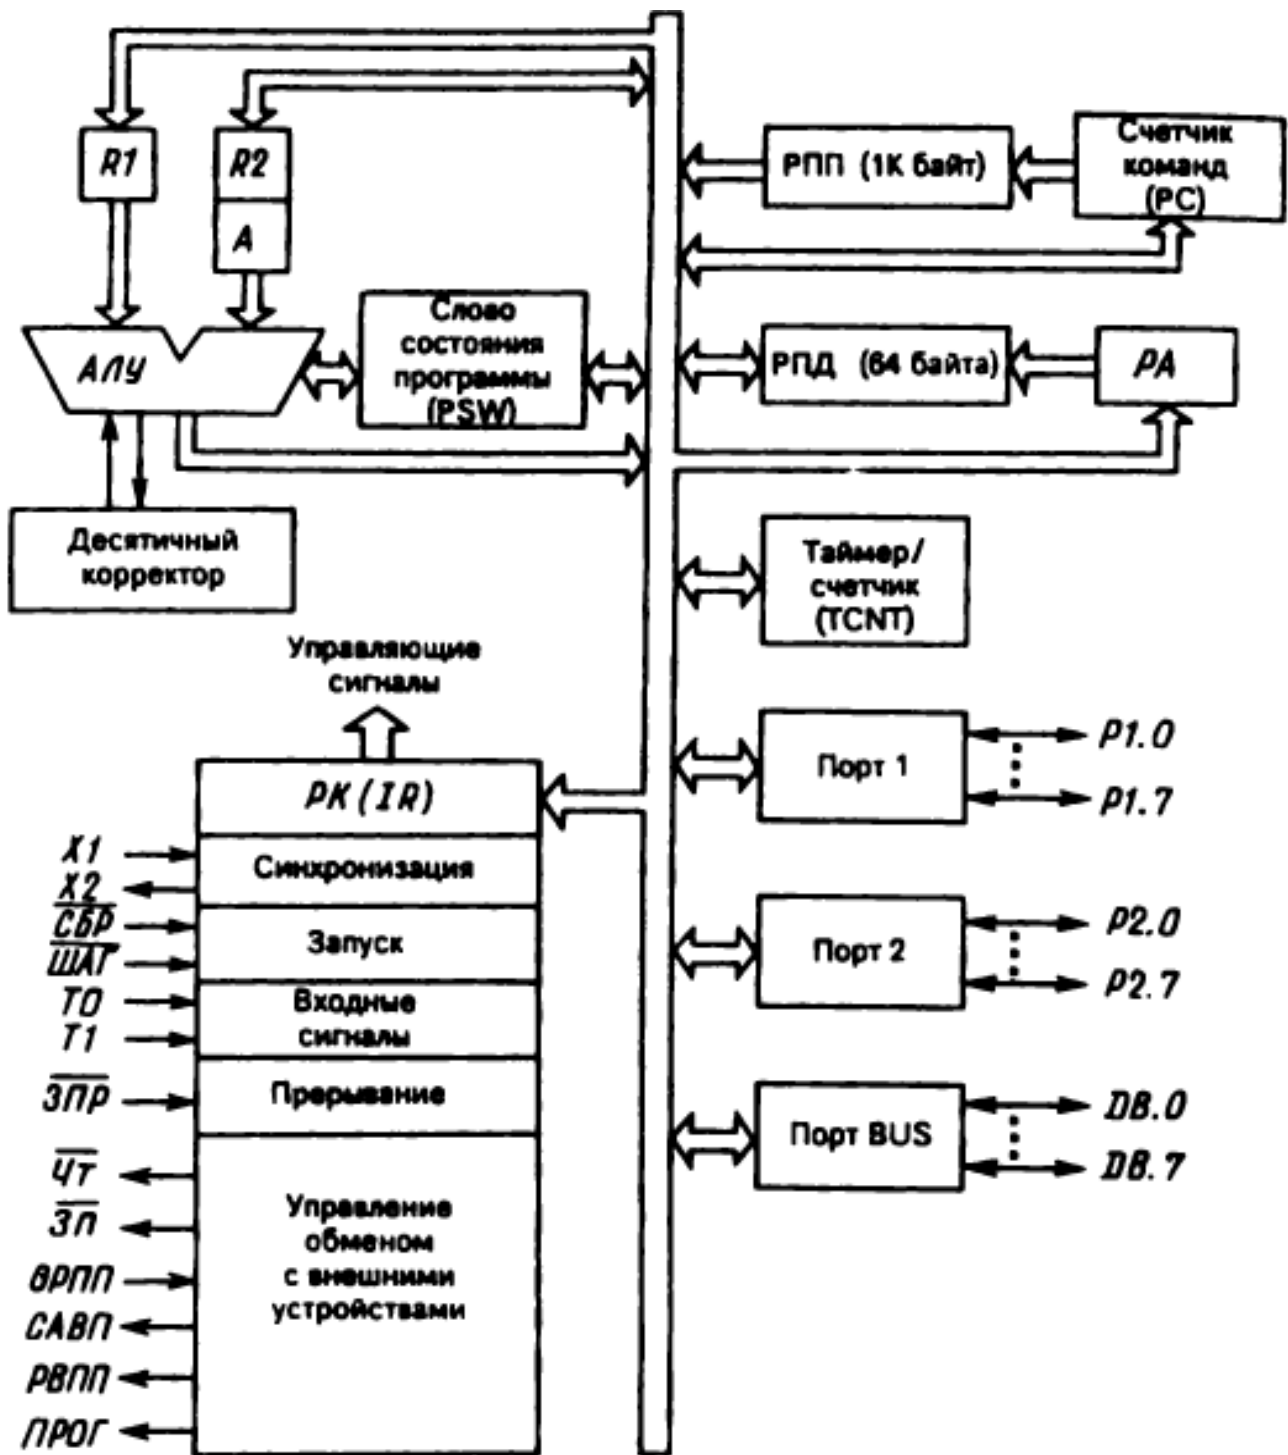 R1
R2
A
РПП (1К байт)
Счетчик
команд
(PC)
АЛУ
Слово
состояния
программы
(PSW)
РПД (64 байта)
РА
Десятичный
корректор
Таймер/
счетчик
(TCNT)
Управляющие
сигналы
РК(IR)
Порт 1
P1.0
P1.7
X1
X2
Синхронизация
СБР
ШАГ
Запуск
Порт 2
P2.0
P2.7
T0
T1
Входные
сигналы
ЗПР
Прерывание
Порт BUS
DB.0
DB.7
ЧТ
ЗП
ВРПП
САВП
РВПП
ПРОГ
Управление
обменом
с внешними
устройствами